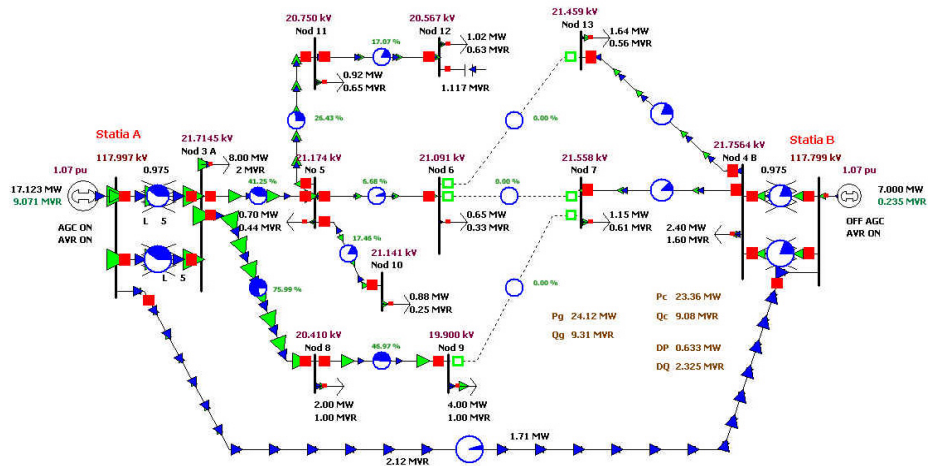 20.750 kV
Nod 11
17.07 %
20.567 kV
Nod 12
1.02 MW
0.63 MVR
1.117 MVR
0.92 MW
0.65 MVR
26.43 %
21.459 kV
Nod 13
1.64 MW
0.56 MVR
0.00 %
Statia A
117.997 kV
1.07 pu
17.123 MW
9.071 MVR
AGC ON
AVR ON
0.975
L 5
L 5
21.7145 kV
Nod 3 A
8.00 MW
2 MVR
41.25 %
21.174 kV
Nod 5
0.70 MW
0.44 MVR
6.68 %
21.091 kV
Nod 6
0.65 MW
0.33 MVR
0.00 %
21.558 kV
Nod 7
1.15 MW
0.61 MVR
21.7564 kV
Nod 4 B
2.40 MW
1.60 MVR
Statia B
117.799 kV
0.975
1.07 pu
7.000 MW
0.235 MVR
OFF AGC
AVR ON
17.46 %
21.141 kV
Nod 10
0.88 MW
0.25 MVR
75.99 %
0.00 %
20.410 kV
Nod 8
2.00 MW
1.00 MVR
46.97 %
19.900 kV
Nod 9
4.00 MW
1.00 MVR
Pg 24.12 MW
Qg 9.31 MVR
Pc 23.36 MW
Qc 9.08 MVR
DP 0.633 MW
DQ 2.325 MVR
1.71 MW
2.12 MVR